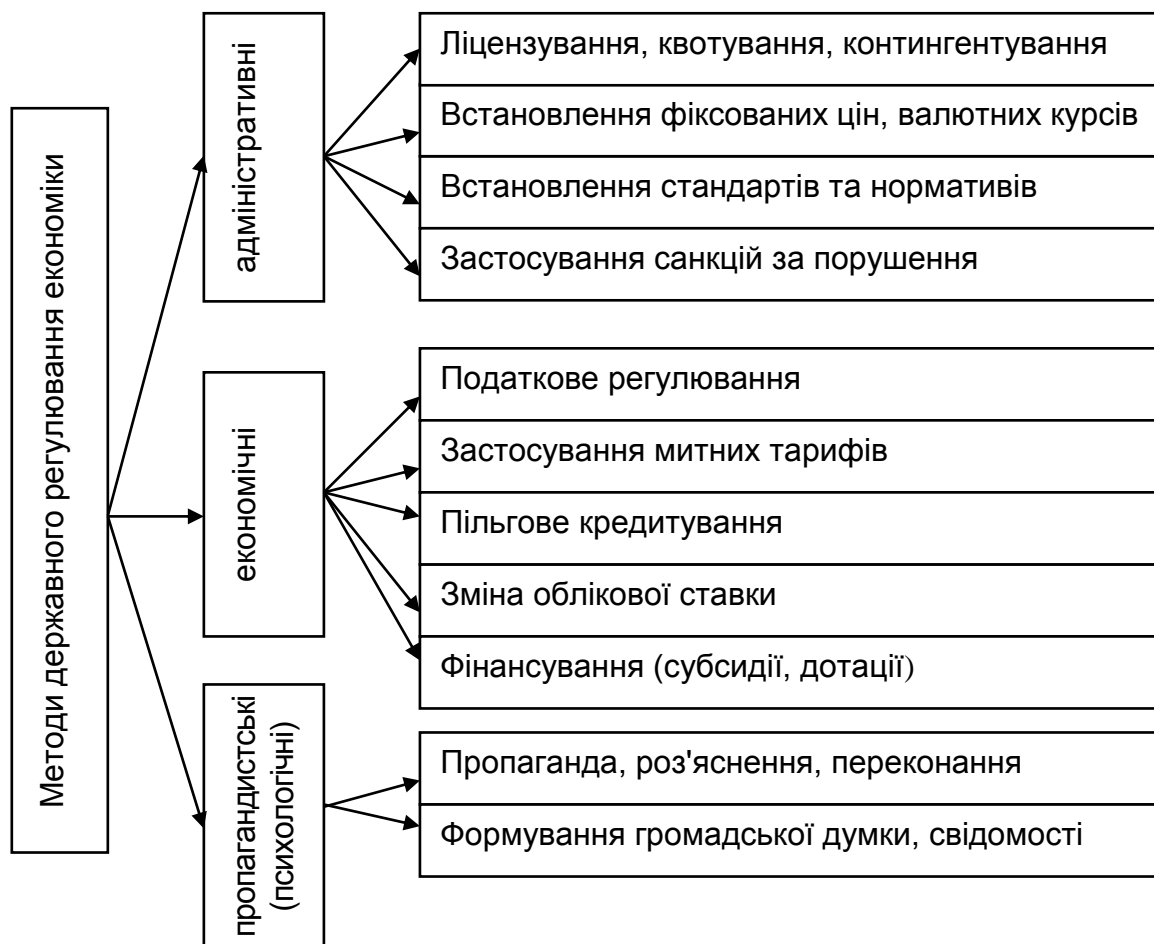 Методи державного регулювання економіки
адміністративні
Ліцензування, квотування, контингентування
Встановлення фіксованих цін, валютних курсів
Встановлення стандартів та нормативів
Застосування санкцій за порушення
економічні
Податкове регулювання
Застосування митних тарифів
Пільгове кредитування
Зміна облікової ставки
Фінансування (субсидії, дотації)
пропагандистські
(психологічні)
Пропаганда, роз'яснення, переконання
Формування громадської думки, свідомості